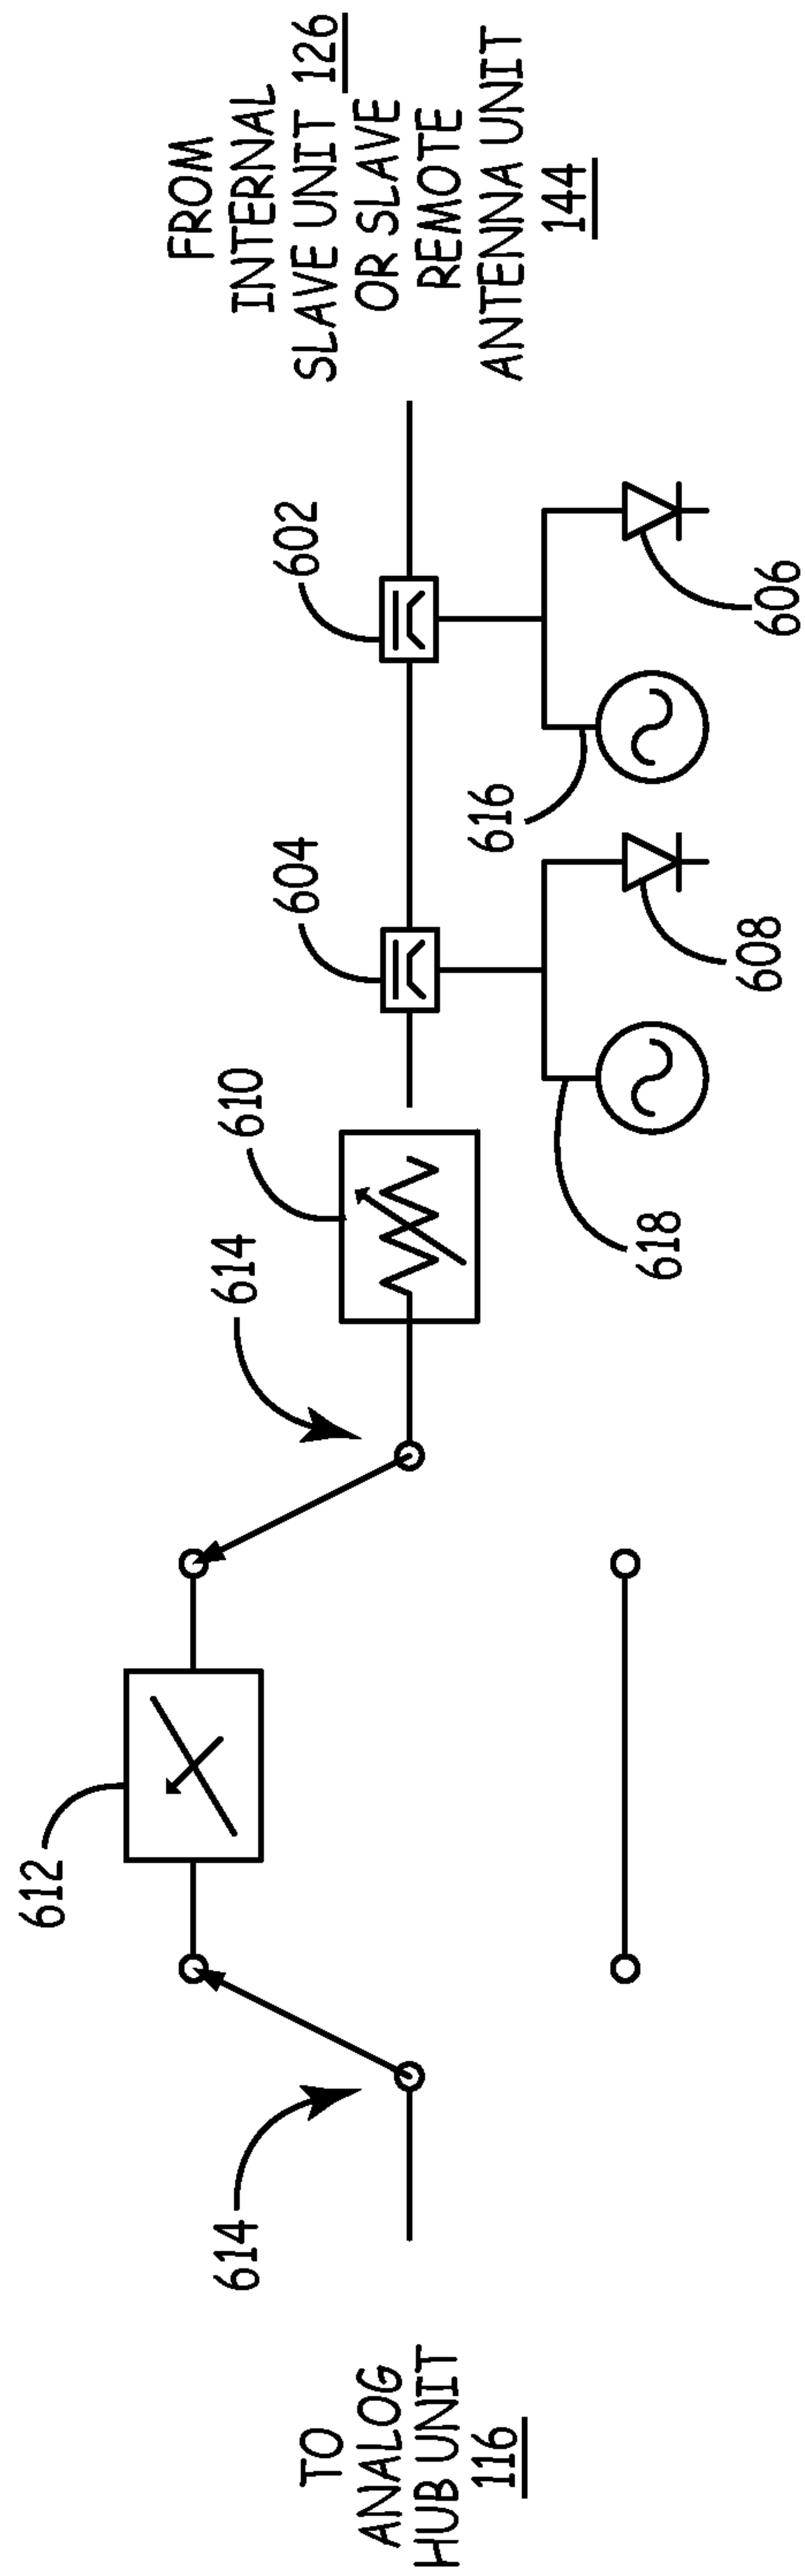 FROM
INTERNAL
SLAVE UNIT 126
OR SLAVE
REMOTE
ANTENNA UNIT
144
602
606
616
604
608
618
610
614
612
614
TO
ANALOG
HUB UNIT
116